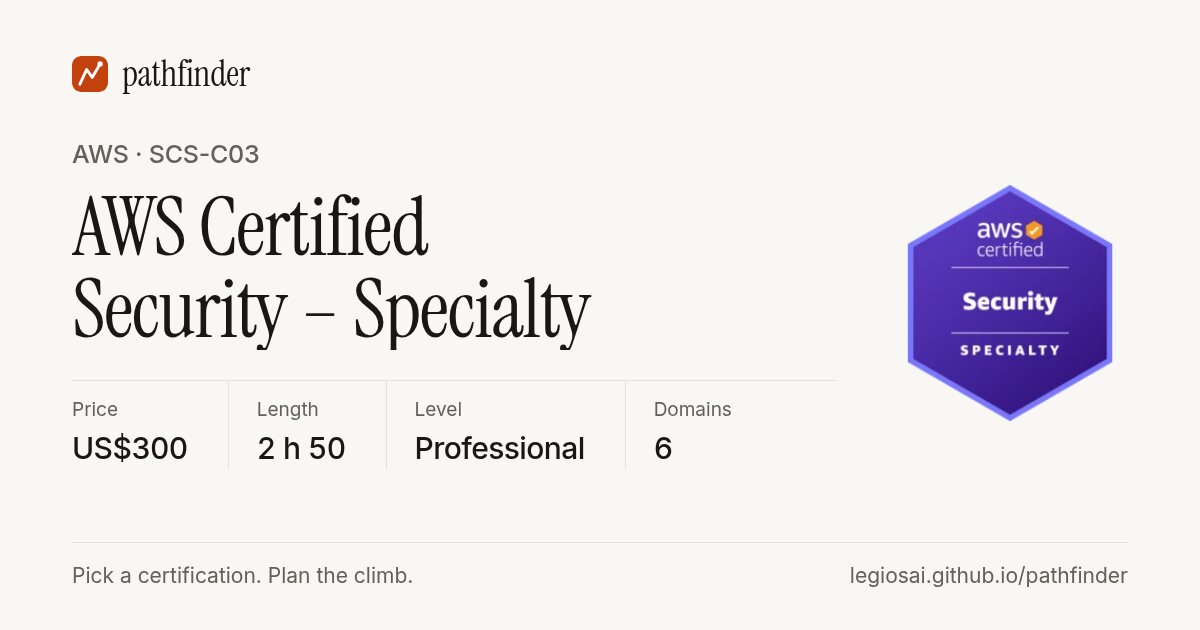 pathfinder
AWS · SCS-C03
AWS Certified
Security – Specialty
aws
certified
Security
SPECIALTY
Price
US$300
Length
2 h 50
Level
Professional
Domains
6
Pick a certification. Plan the climb.
legiosai.github.io/pathfinder